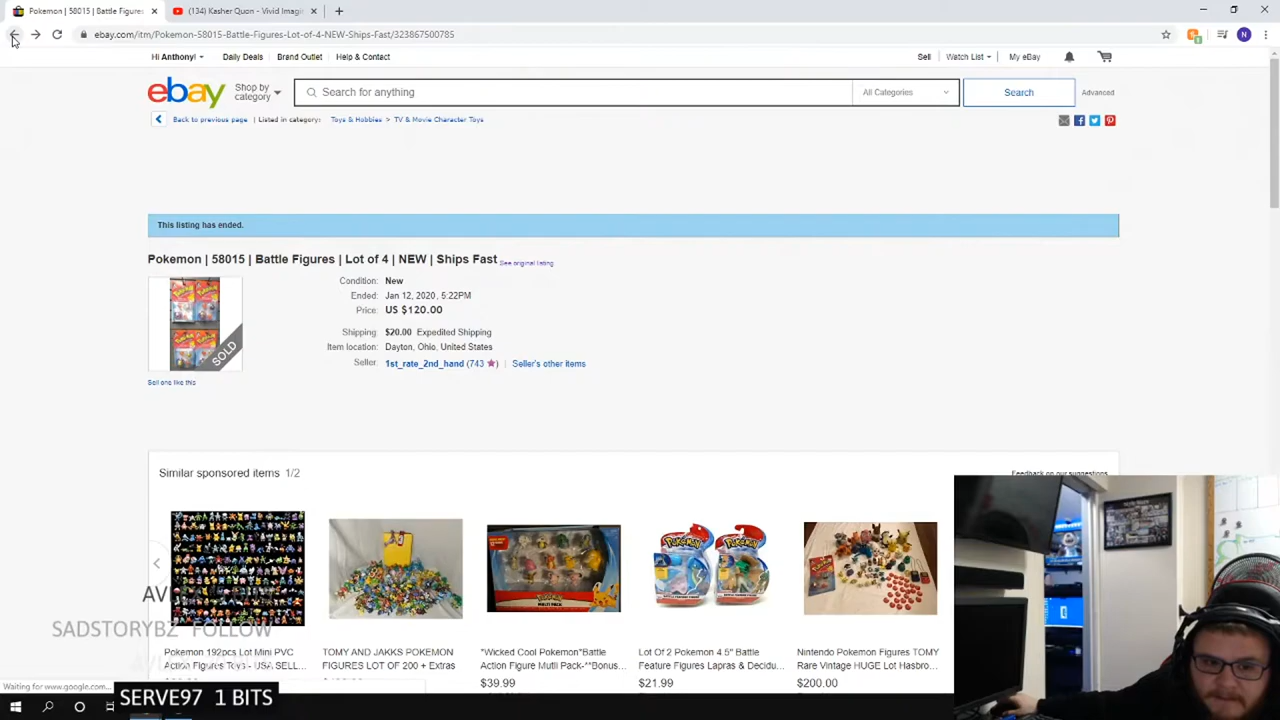 Pokemon | 58015 | Battle Figures
(134) Kasher Quon - Vivid Imagi
ebay.com/itm/Pokemon-58015-Battle-Figures-Lot-of-4-NEW-Ships-Fast/323867500785
Hi Anthony! Daily Deals Brand Outlet Help & Contact Sell Watch List My eBay
ebay Shop by category Search for anything All Categories Search Advanced
Back to previous page | Listed in category: Toys & Hobbies > TV & Movie Character Toys
This listing has ended.
Pokemon | 58015 | Battle Figures | Lot of 4 | NEW | Ships Fast See original listing
Condition: New
Ended: Jan 12, 2020, 5:22PM
Price: US $120.00
Shipping: $20.00 Expedited Shipping
Item location: Dayton, Ohio, United States
Seller: 1st_rate_2nd_hand (743 ) | Seller's other items
SOLD
Sell one like this
Similar sponsored items 1/2
Feedback on our suggestions
SADSTORYBZ FOLLOW
Pokemon 192pcs Lot Mini PVC
Action Figures Toys - USA SELL...
TOMY AND JAKKS POKEMON
FIGURES LOT OF 200 + Extras
"Wicked Cool Pokemon"Battle
Action Figure Mutli Pack-**Bonus...
$39.99
Lot Of 2 Pokemon 4.5" Battle
Feature Figures Lapras & Decidu...
$21.99
Nintendo Pokemon Figures TOMY
Rare Vintage HUGE Lot Hasbro...
$200.00
Waiting for www.google.com...
SERVE97 1 BITS